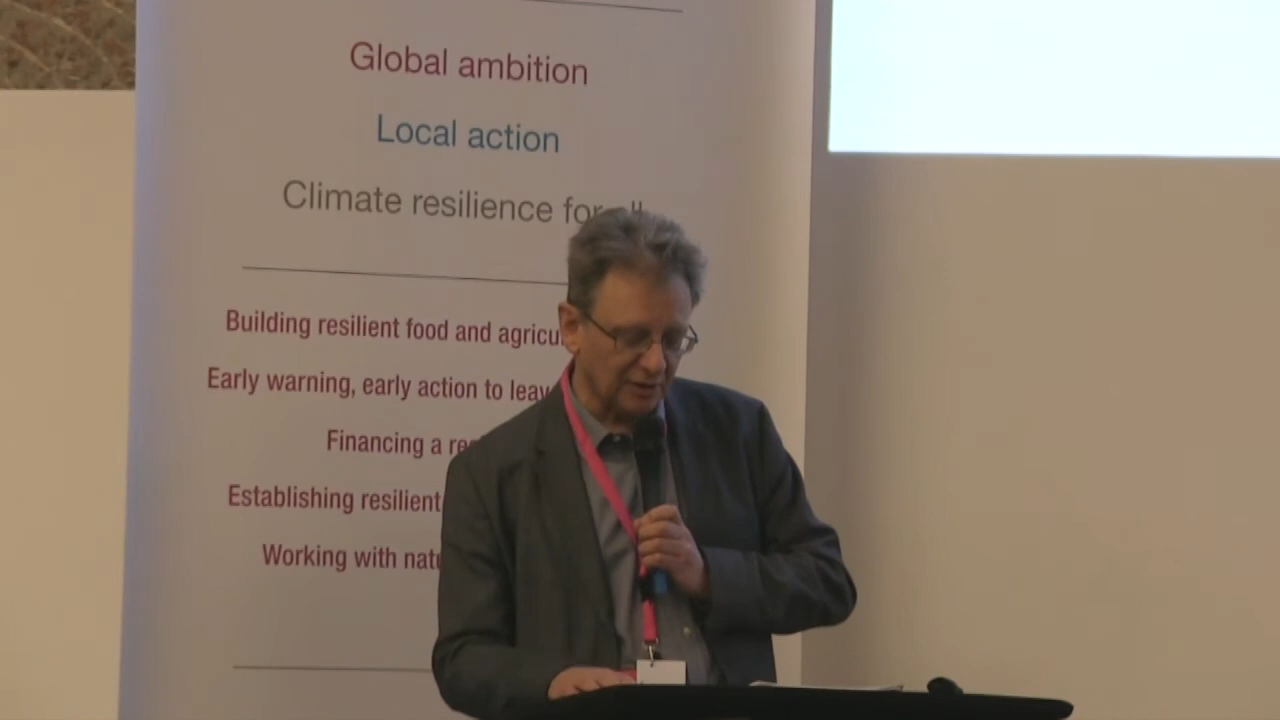 Global ambition
Local action
Climate resilience for
Building resilient food and
Early warning, early action to
Financing a
Establishing resilient
Working with